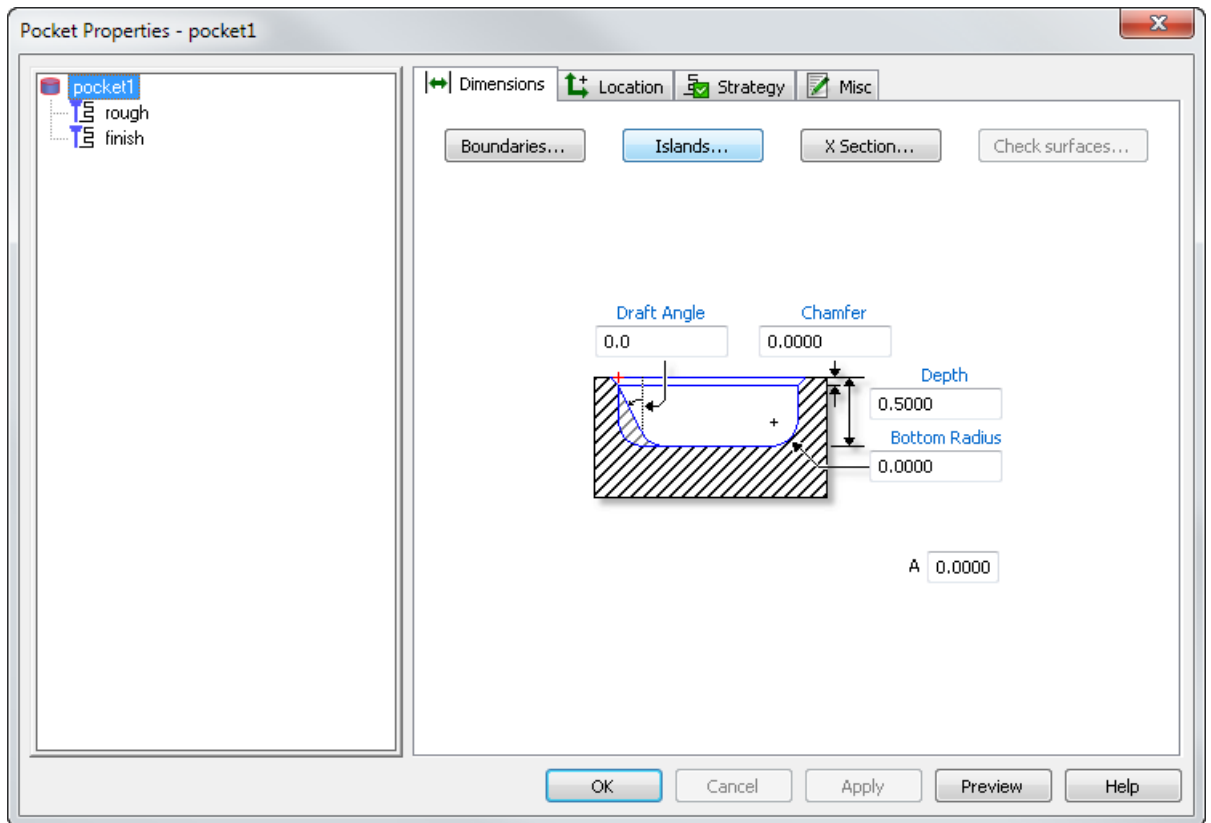 Pocket Properties - pocket1
pocket1
rough
finish
Dimensions Location Strategy Misc
Boundaries... Islands... X Section... Check surfaces...
Draft Angle Chamfer
0.0 0.0000
Depth
0.5000
Bottom Radius
0.0000
A 0.0000
OK Cancel Apply Preview Help